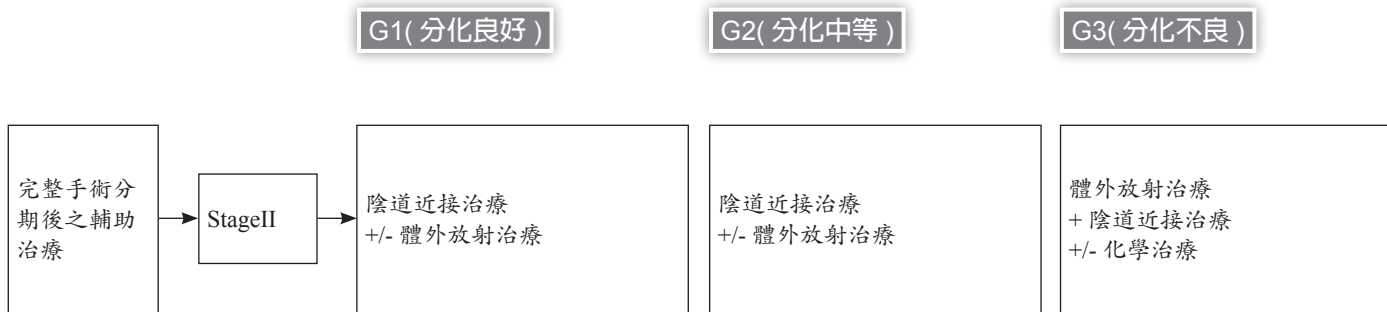 G1( 分化良好 )
G2( 分化中等 )
G3( 分化不良 )
完整手術分
期後之輔助
治療
StageII
陰道近接治療
+/- 體外放射治療
陰道近接治療
+/- 體外放射治療
體外放射治療
+ 陰道近接治療
+/- 化學治療